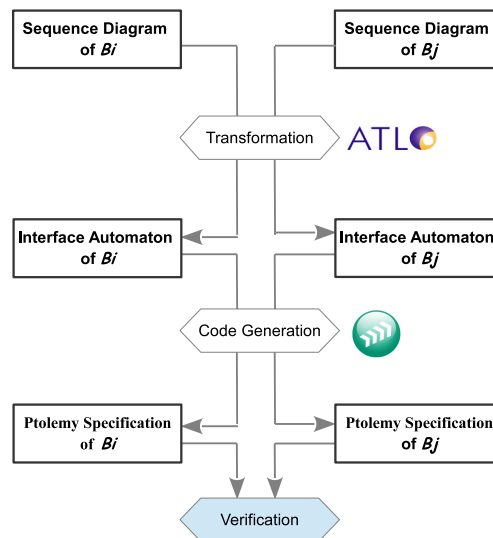 Sequence Diagram
of Bi
Sequence Diagram
of Bj
Transformation
ATL
Interface Automaton
of Bi
Interface Automaton
of Bj
Code Generation
Ptolemy Specification
of Bi
Ptolemy Specification
of Bj
Verification